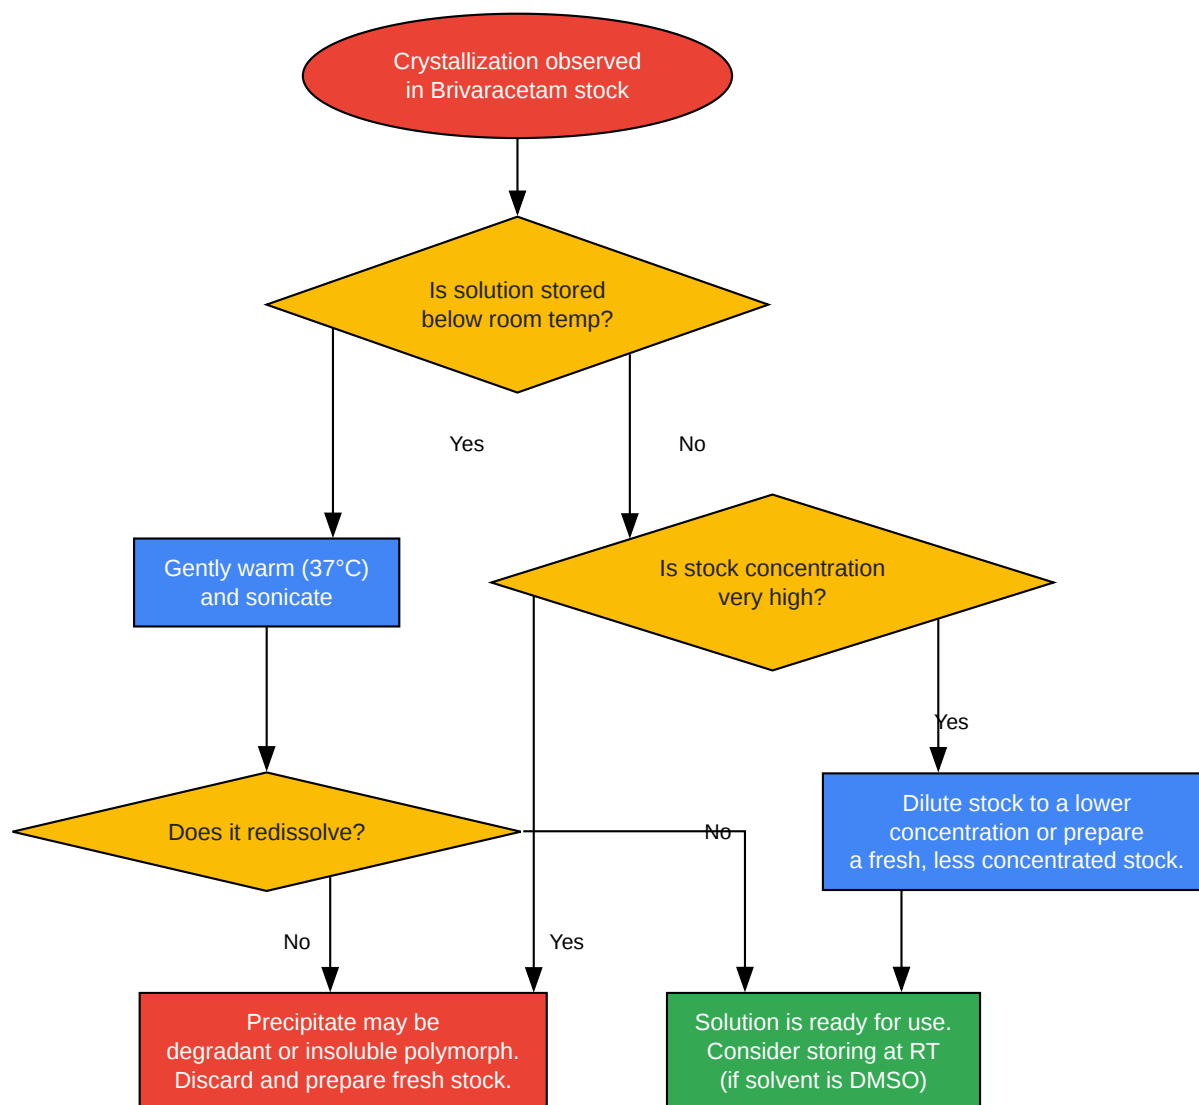 Crystallization observed
in Brivaracetam stock
Is solution stored
below room temp?
Yes
No
Gently warm (37°C)
and sonicate
Is stock concentration
very high?
Yes
Does it redissolve?
No
Dilute stock to a lower
concentration or prepare
a fresh, less concentrated stock.
No
Yes
Precipitate may be
degradant or insoluble polymorph.
Discard and prepare fresh stock.
Solution is ready for use.
Consider storing at RT
(if solvent is DMSO)